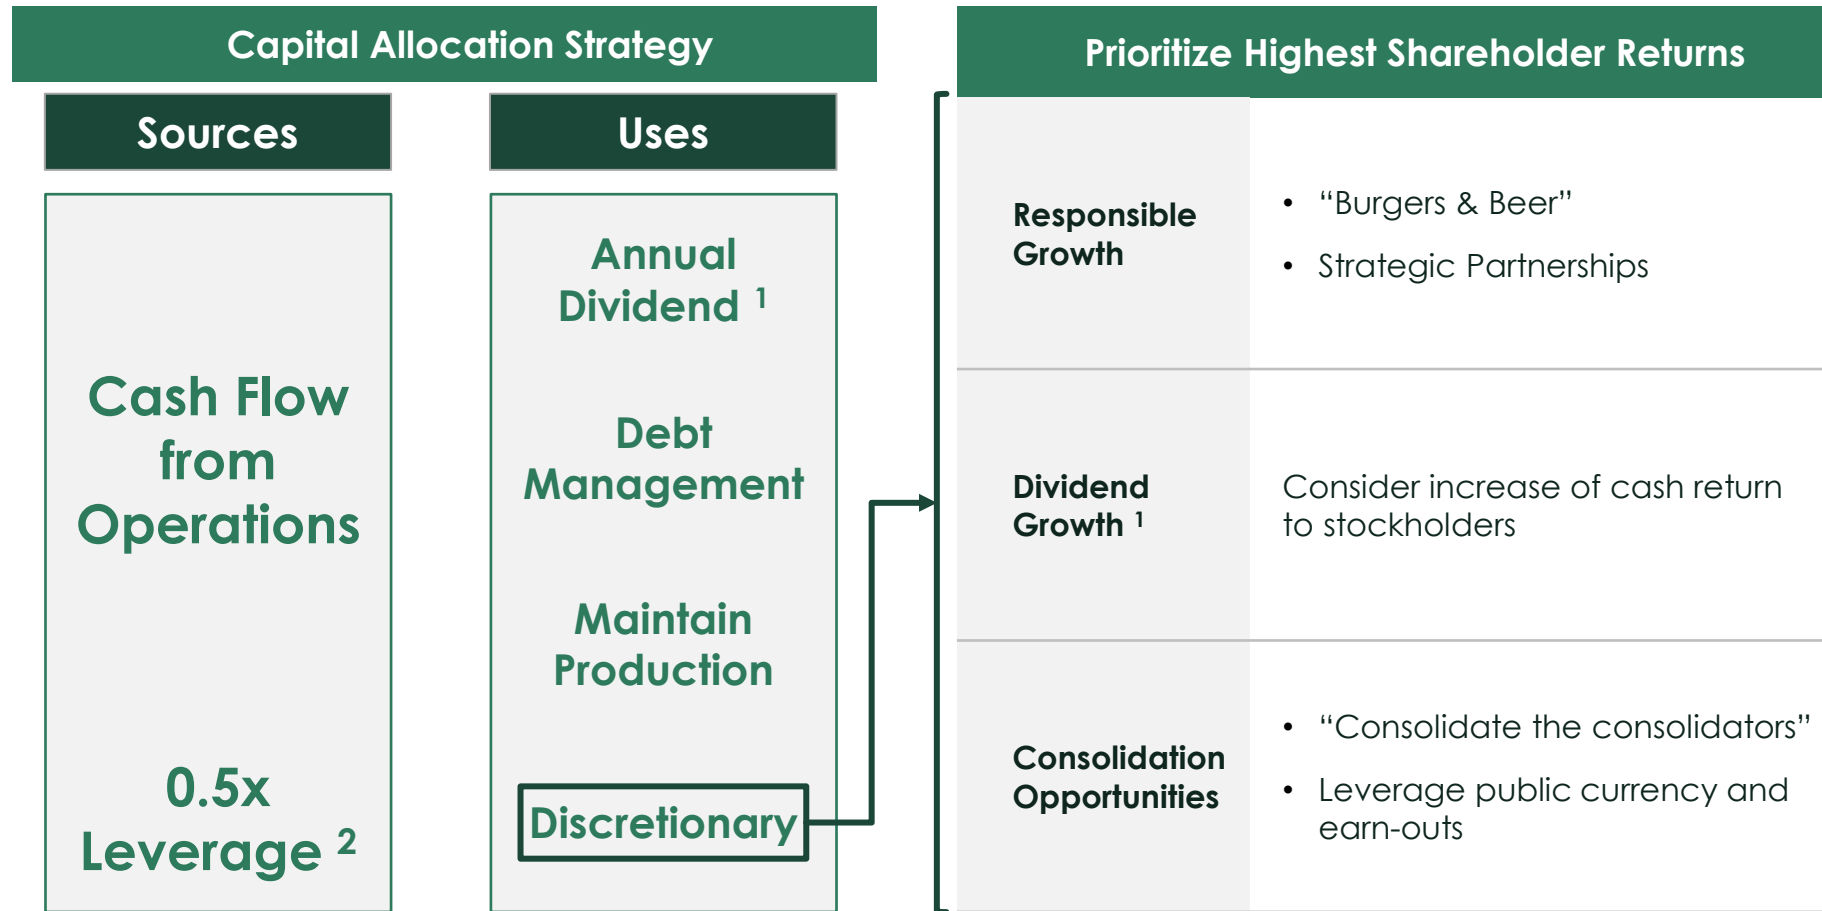 Capital Allocation Strategy
Sources
Cash Flow
from
Operations
0.5x
Leverage 2
Uses
Annual
Dividend 1
Debt
Management
Maintain
Production
Discretionary
Prioritize Highest Shareholder Returns
Responsible
Growth
• “Burgers & Beer”
• Strategic Partnerships
Dividend
Growth 1
Consider increase of cash return
to stockholders
Consolidation
Opportunities
• “Consolidate the consolidators”
• Leverage public currency and
earn-outs